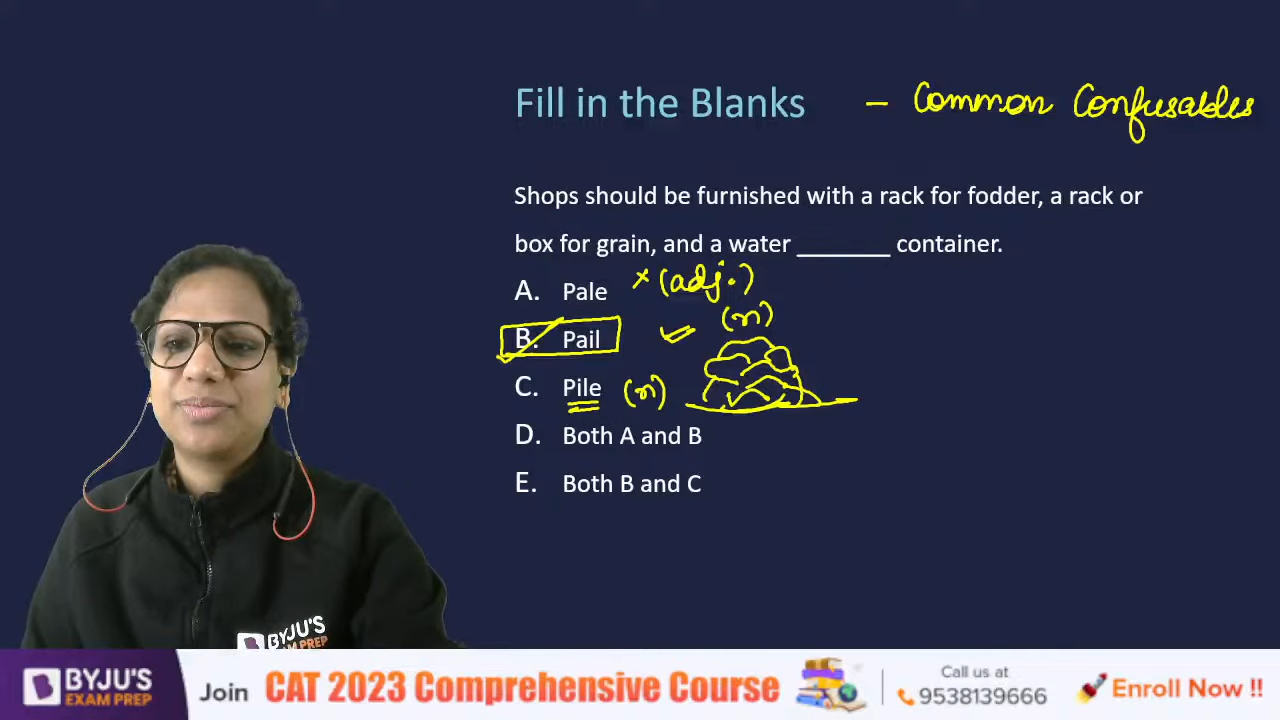 Fill in the Blanks - Common Confusables
Shops should be furnished with a rack for fodder, a rack or
box for grain, and a water _______ container.
A. Pale × (adj.)
B. Pail ✓ (n)
C. Pile (n)
D. Both A and B
E. Both B and C
BYJU'S
EXAM PREP
BYJU'S
EXAM PREP
Join CAT 2023 Comprehensive Course
Call us at
9538139666
Enroll Now !!